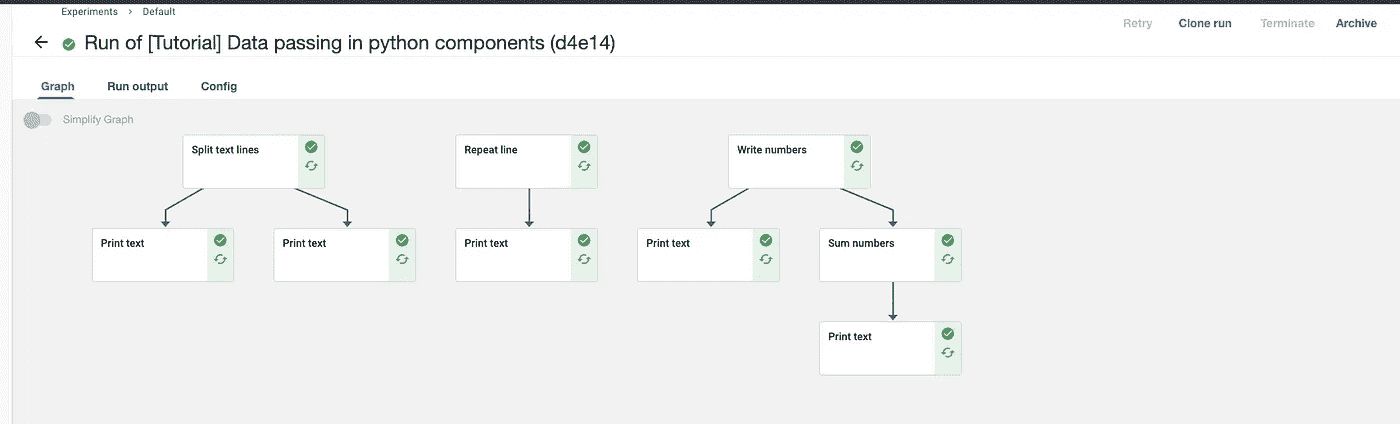 Experiments > Default
Retry Clone run Terminate Archive
Run of [Tutorial] Data passing in python components (d4e14)
Graph Run output Config
Simplify Graph
Split text lines Repeat line Write numbers
Print text Print text Print text Print text Sum numbers
Print text